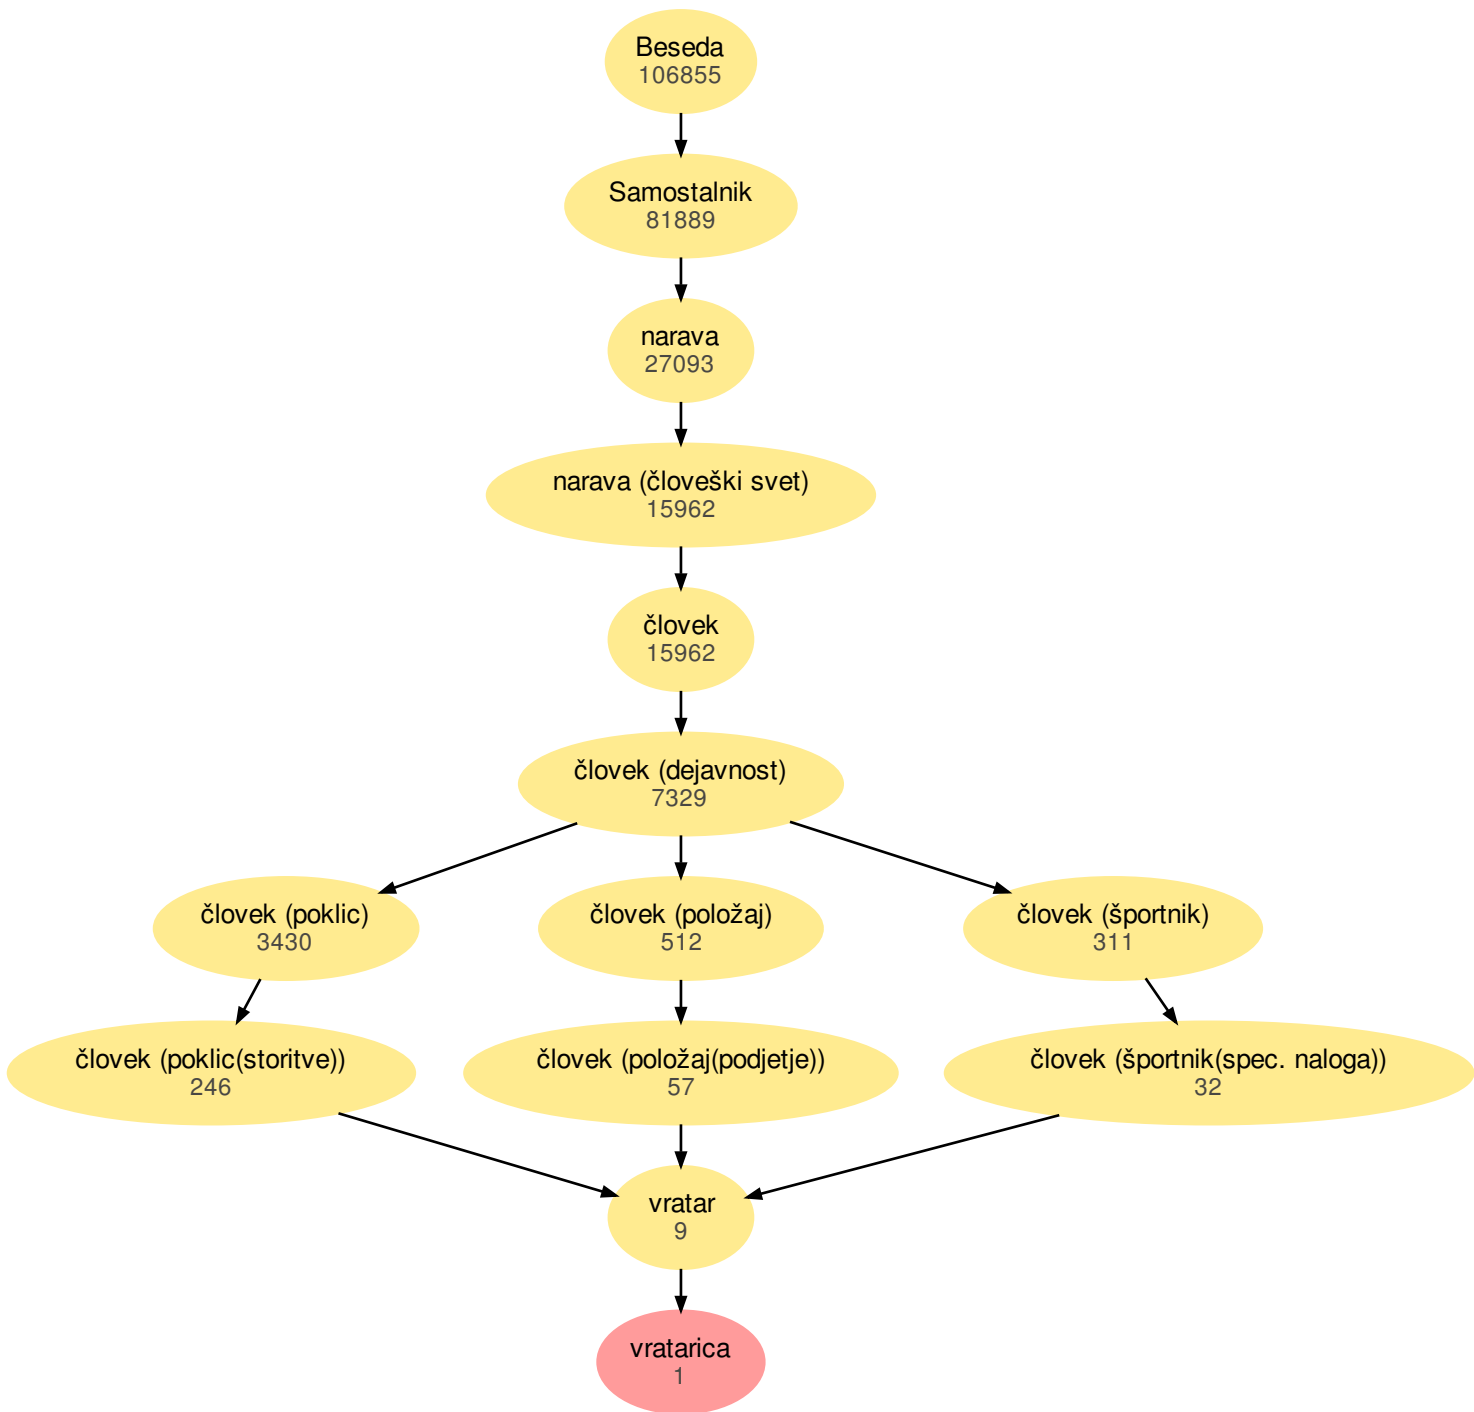 Beseda
106855
Samostalnik
81889
narava
27093
narava (človeški svet)
15962
človek
15962
človek (dejavnost)
7329
človek (poklic)
3430
človek (položaj)
512
človek (športnik)
311
človek (poklic(storitve))
246
človek (položaj(podjetje))
57
človek (športnik(spec. naloga))
32
vratar
9
vratarica
1